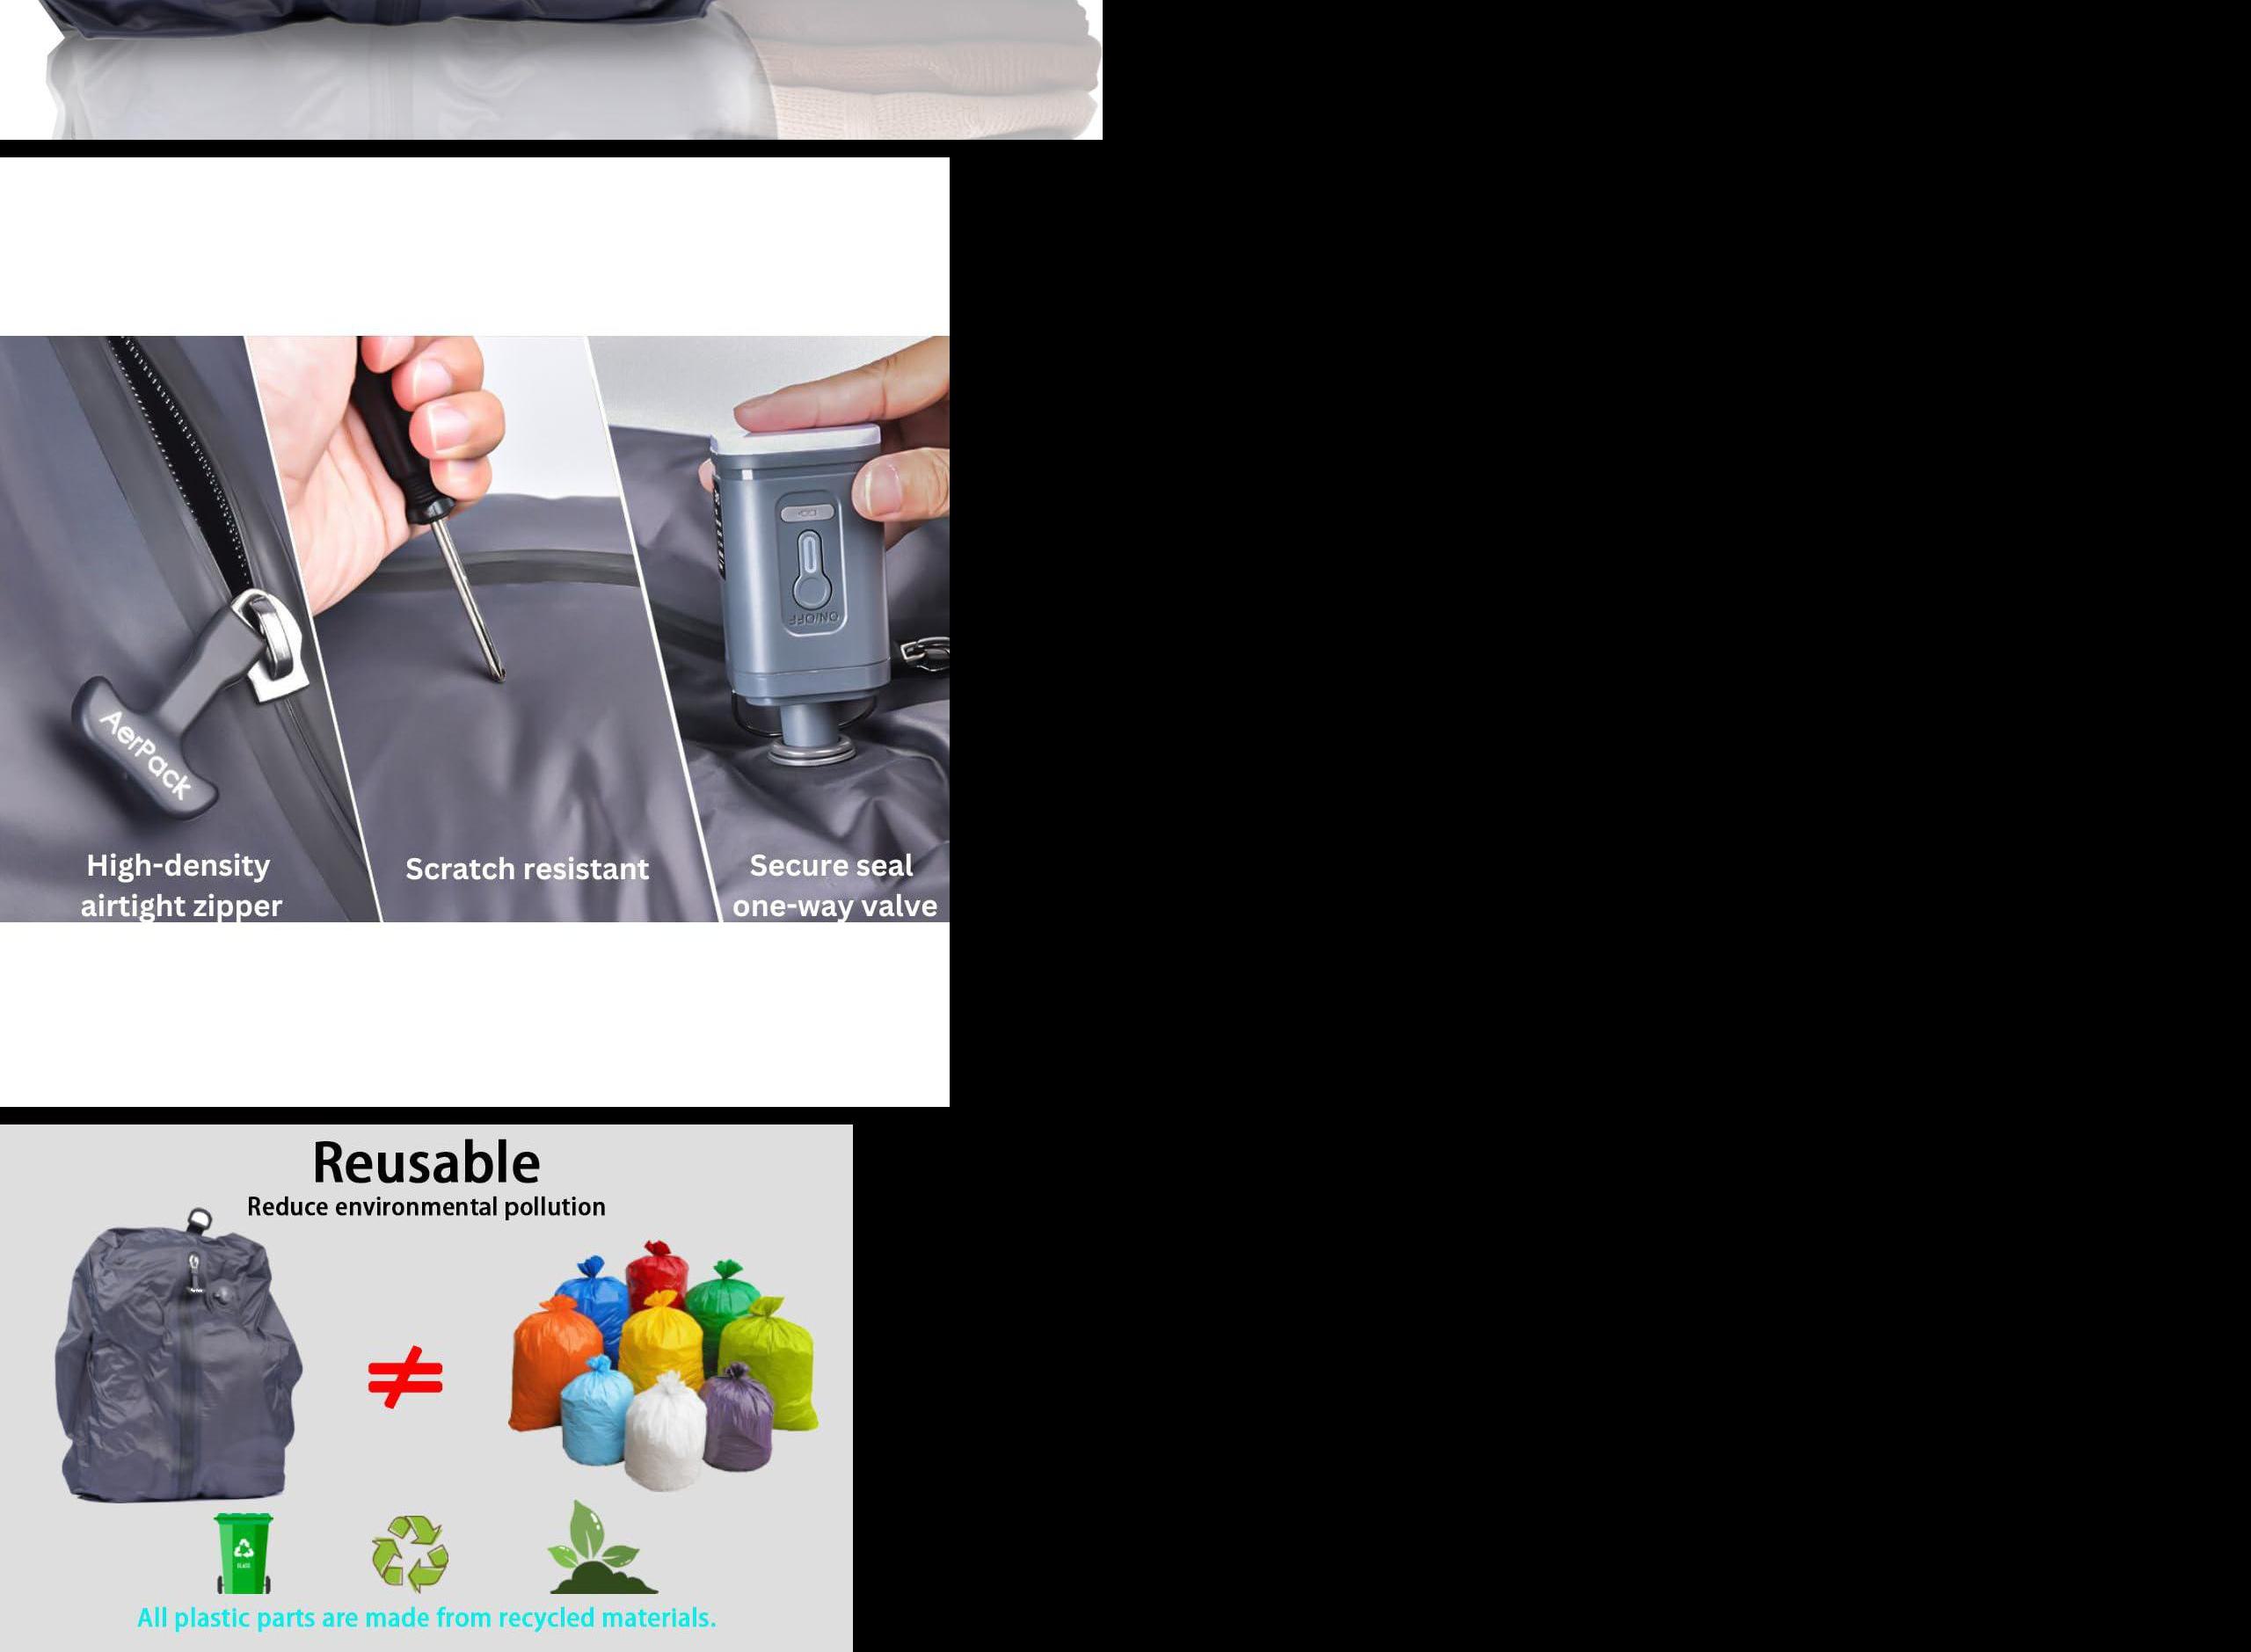 AerPack
ON/OFF
High-density
airtight zipper
Scratch resistant
Secure seal
one-way valve
Reusable
Reduce environmental pollution
All plastic parts are made from recycled materials.